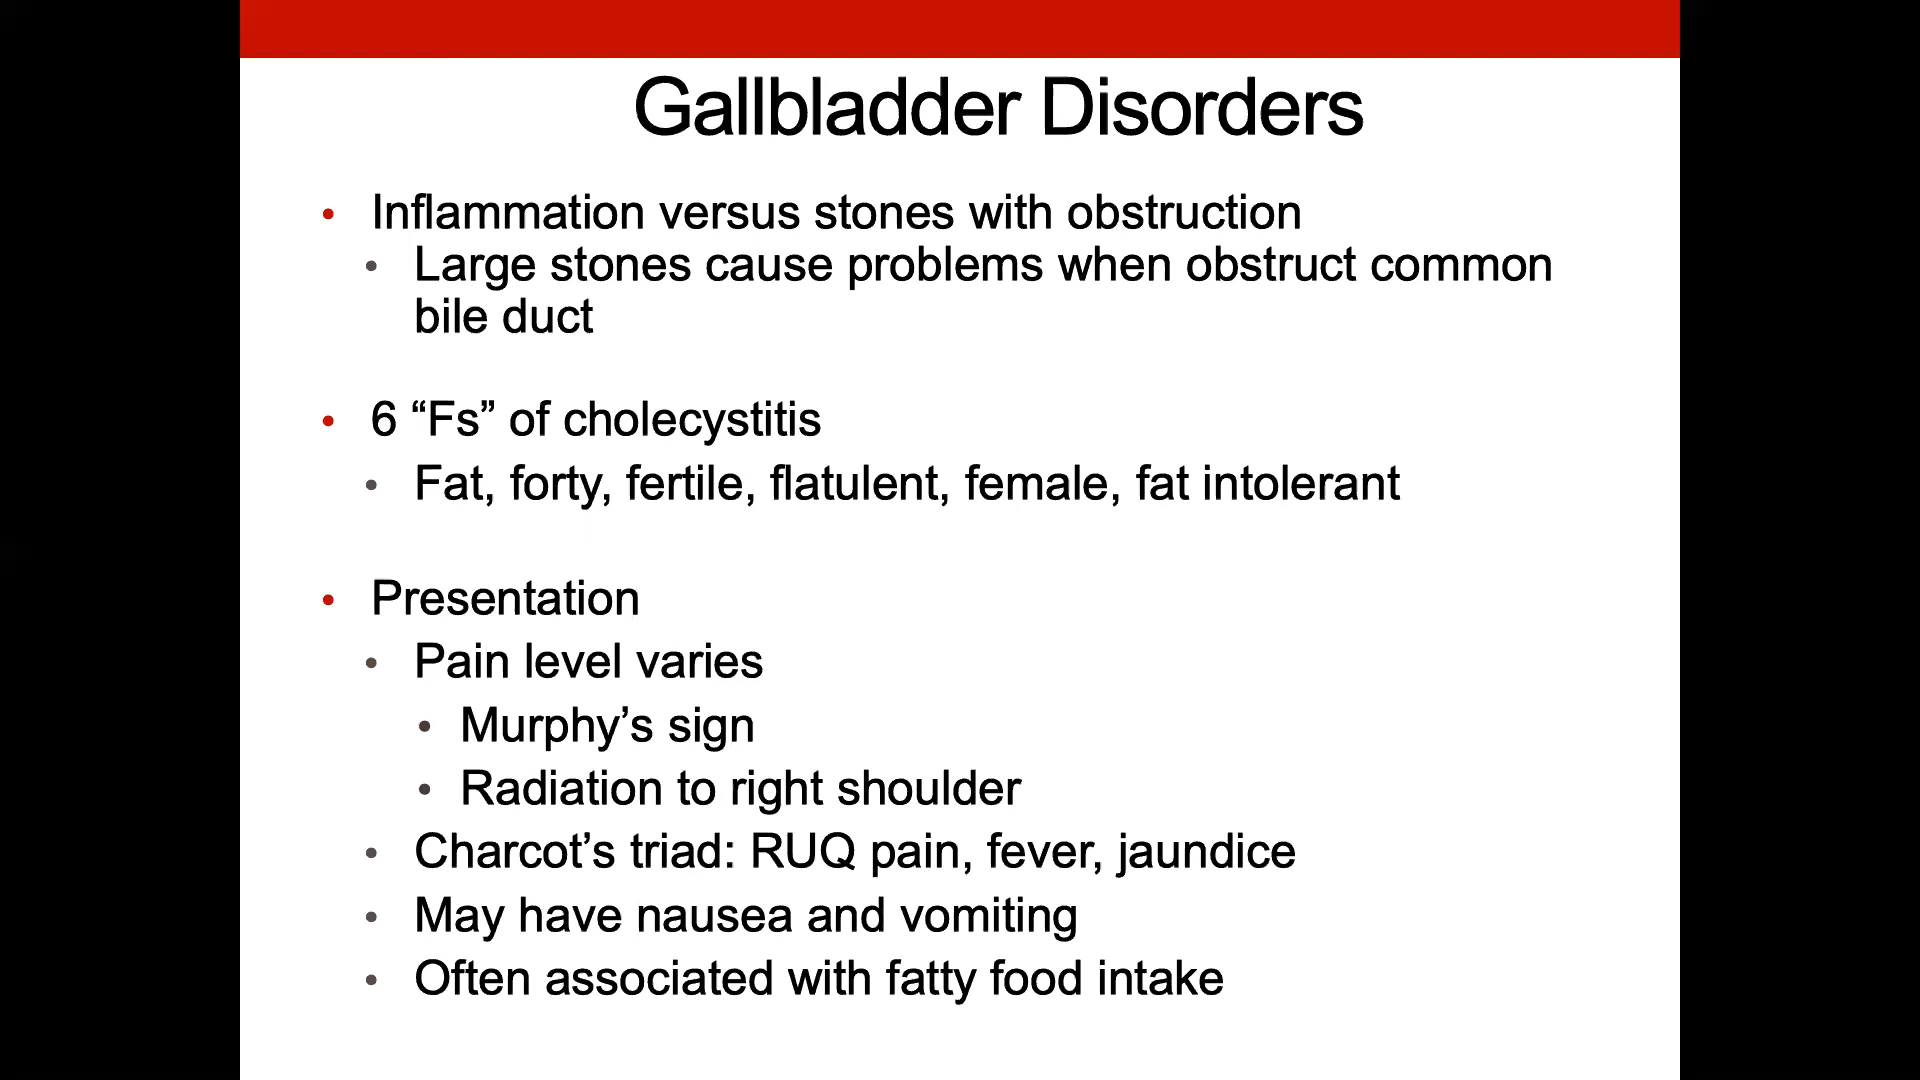 Gallbladder Disorders
• Inflammation versus stones with obstruction
• Large stones cause problems when obstruct common
bile duct
• 6 “Fs” of cholecystitis
• Fat, forty, fertile, flatulent, female, fat intolerant
• Presentation
• Pain level varies
• Murphy’s sign
• Radiation to right shoulder
• Charcot’s triad: RUQ pain, fever, jaundice
• May have nausea and vomiting
• Often associated with fatty food intake